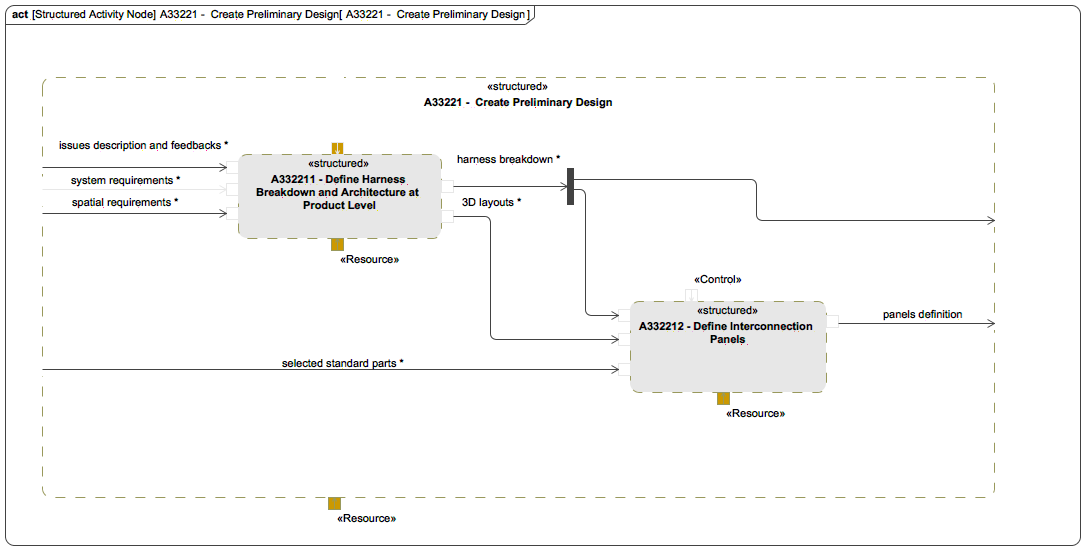 act [Structured Activity Node] A33221 - Create Preliminary Design[ A33221 - Create Preliminary Design ]
«structured»
A33221 - Create Preliminary Design
issues description and feedbacks *
system requirements *
spatial requirements *
«structured»
A332211 - Define Harness
Breakdown and Architecture at
Product Level
harness breakdown *
3D layouts *
«Resource»
«Control»
«structured»
A332212 - Define Interconnection
Panels
panels definition
selected standard parts *
«Resource»
«Resource»